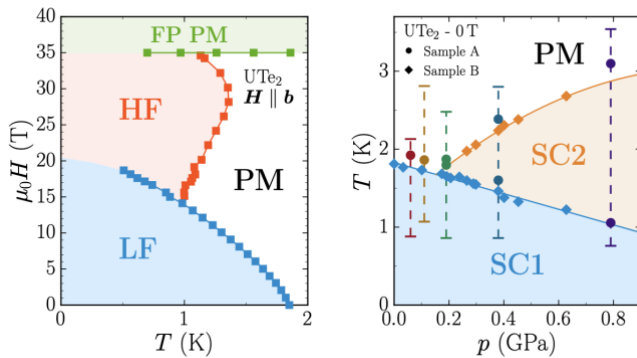 FP PM
UTe₂
H ∥ b
HF
PM
LF
μ₀H (T)
40
35
30
25
20
15
10
5
0
0
1
2
T (K)
UTe₂ - 0 T
Sample A
Sample B
PM
SC2
SC1
T (K)
3
2
1
0
0
0.2
0.4
0.6
0.8
p (GPa)